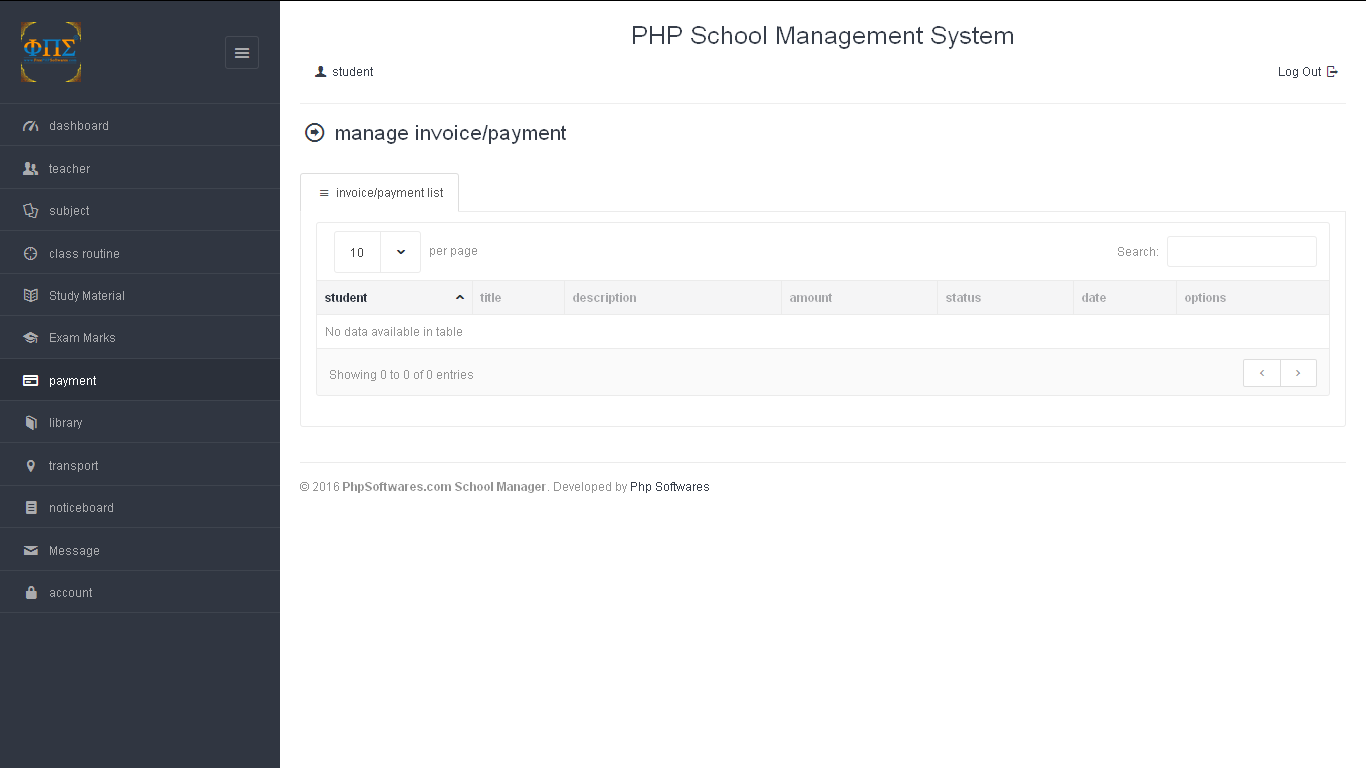 ΦΠΣ
PHP School Management System
student
Log Out
dashboard
teacher
subject
class routine
Study Material
Exam Marks
payment
library
transport
noticeboard
Message
account
manage invoice/payment
invoice/payment list
10 per page
Search:
student title description amount status date options
No data available in table
Showing 0 to 0 of 0 entries
© 2016 PhpSoftwares.com School Manager. Developed by Php Softwares